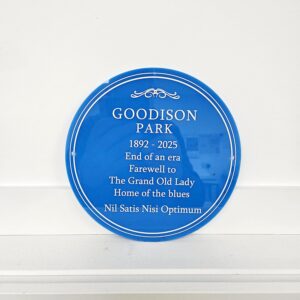 GOODISON
PARK
1892 - 2025
End of an era
Farewell to
The Grand Old Lady
Home of the blues
Nil Satis Nisi Optimum